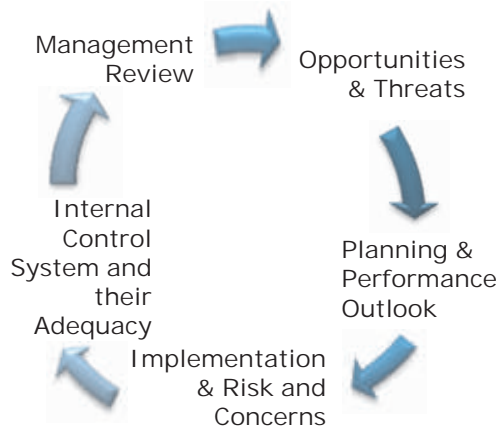 Management
Review
Opportunities
& Threats
Planning &
Performance
Outlook
Implementation
& Risk and
Concerns
Internal
Control
System and
their
Adequacy